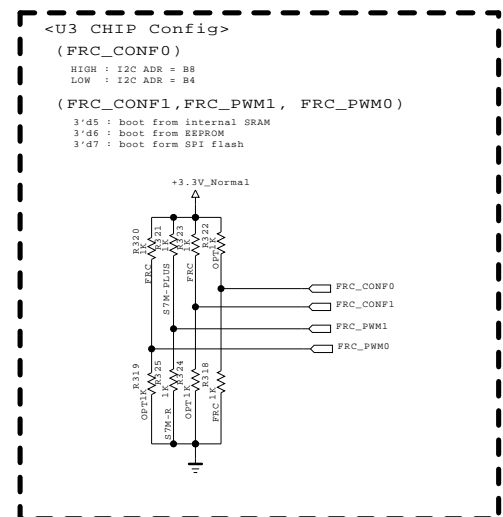 <U3 CHIP Config>
(FRC_CONF0)
HIGH : I2C ADR = B8
LOW : I2C ADR = B4
(FRC_CONF1,FRC_PWM1, FRC_PWM0)
3'd5 : boot from internal SRAM
3'd6 : boot from EEPROM
3'd7 : boot form SPI flash
+3.3V_Normal
R320
1K
FRC
R321
1K
S7M-PLUS
R323
1K
FRC
R322
1K
OPT
FRC_CONF0
FRC_CONF1
FRC_PWM1
FRC_PWM0
R319
1K
OPT
R325
1K
S7M-R
R324
1K
OPT
R318
1K
FRC